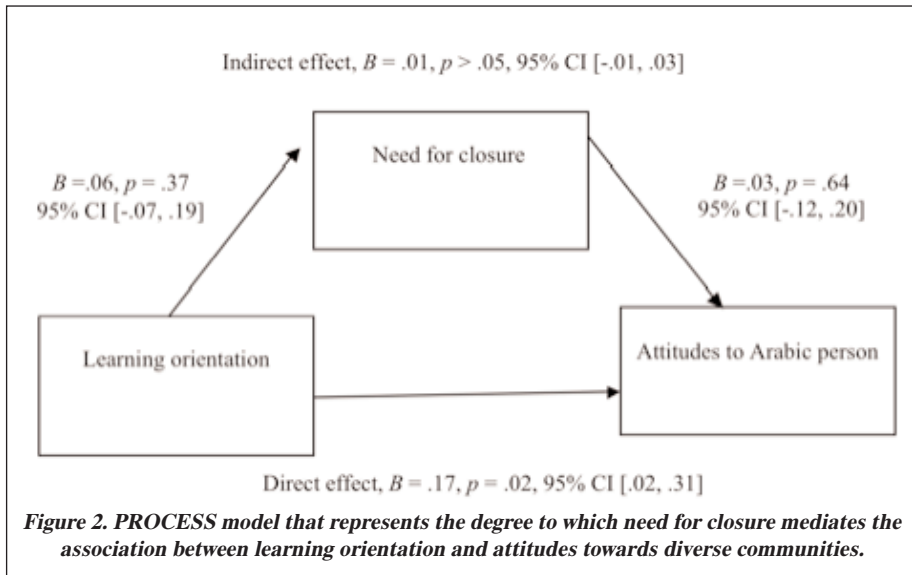 Indirect effect, B = .01, p > .05, 95% CI [-.01, .03]
Need for closure
B =.06, p = .37
95% CI [-.07, .19]
B =.03, p = .64
95% CI [-.12, .20]
Learning orientation
Attitudes to Arabic person
Direct effect, B = .17, p = .02, 95% CI [.02, .31]
Figure 2. PROCESS model that represents the degree to which need for closure mediates the
association between learning orientation and attitudes towards diverse communities.